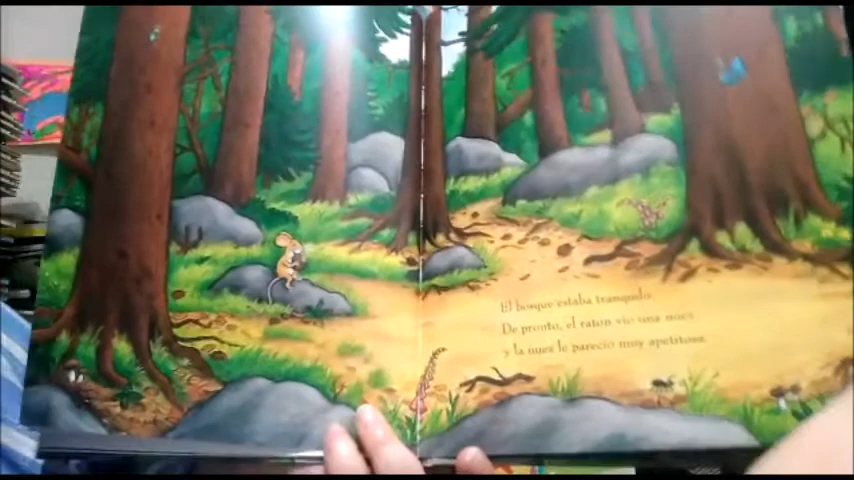 El bosque estaba tranquilo.
De pronto, el ratón vio una nuez
y la nuez le pareció muy apetitosa.